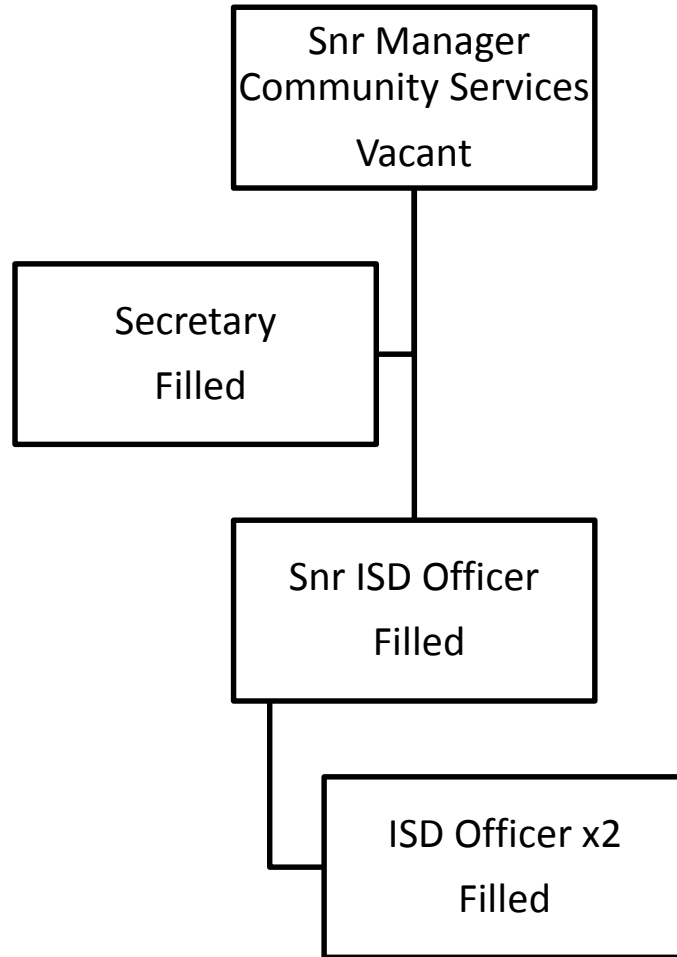 Snr Manager
Community Services
Vacant
Secretary
Filled
Snr ISD Officer
Filled
ISD Officer x2
Filled